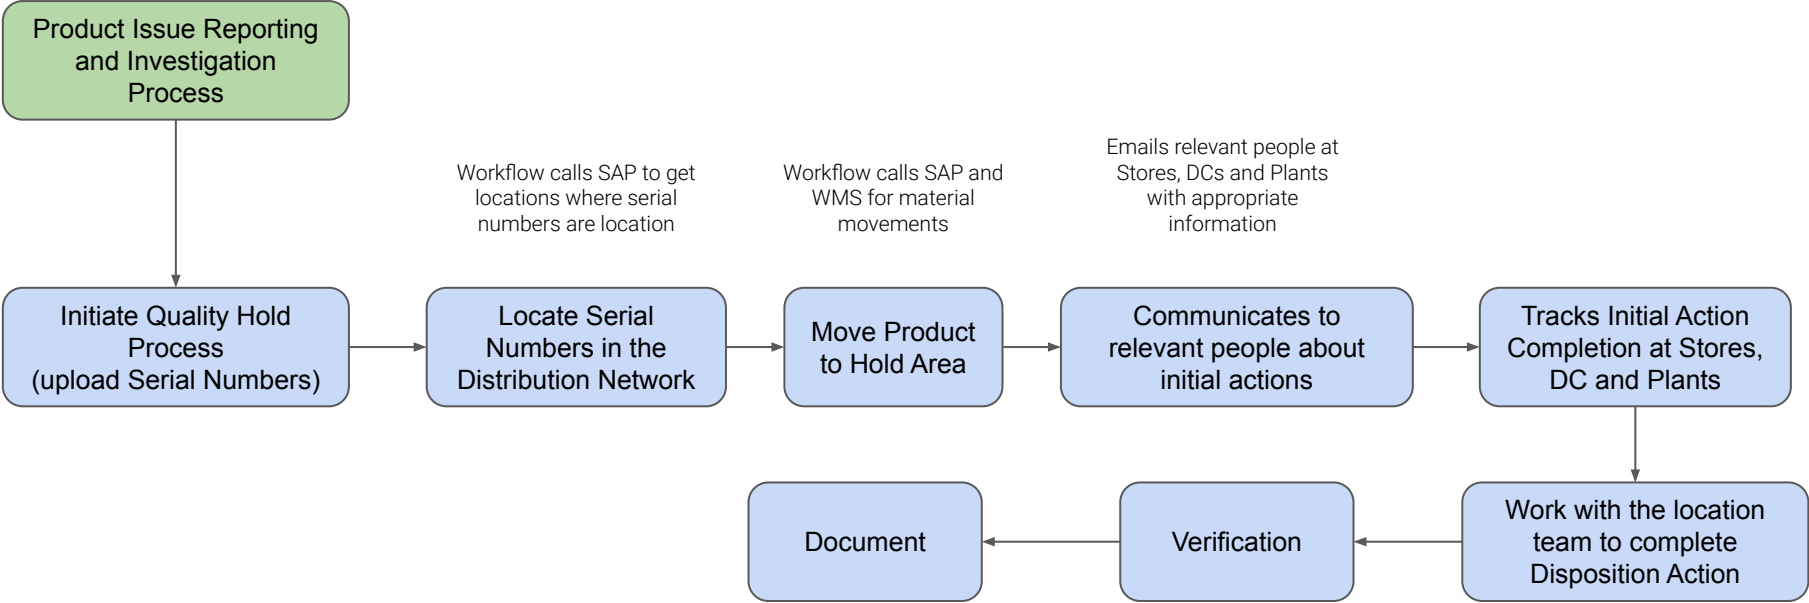 Product Issue Reporting
and Investigation
Process
Workflow calls SAP to get
locations where serial
numbers are location
Workflow calls SAP and
WMS for material
movements
Emails relevant people at
Stores, DCs and Plants
with appropriate
information
Initiate Quality Hold
Process
(upload Serial Numbers)
Locate Serial
Numbers in the
Distribution Network
Move Product
to Hold Area
Communicates to
relevant people about
initial actions
Tracks Initial Action
Completion at Stores,
DC and Plants
Work with the location
team to complete
Disposition Action
Verification
Document